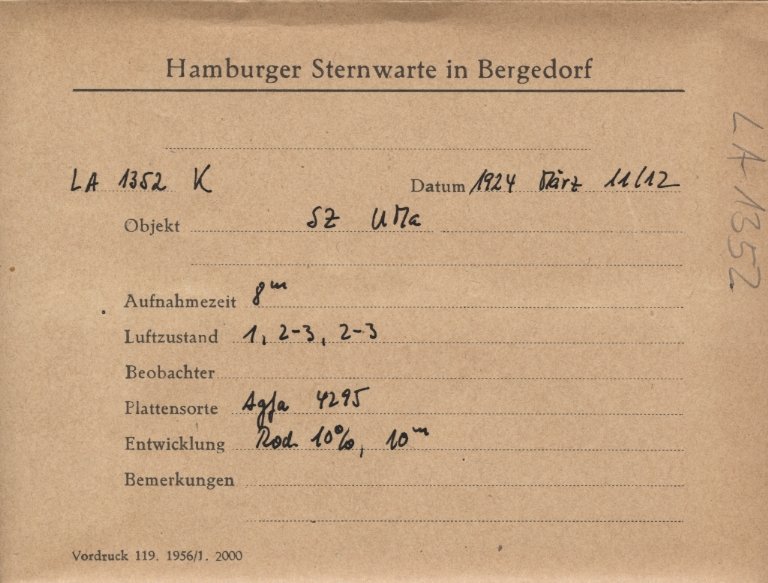 Hamburger Sternwarte in Bergedorf
LA 1352 K Datum 1924 März 11/12
Objekt SZ UMa
Aufnahmezeit 8m
Luftzustand 1, 2-3, 2-3
Beobachter
Plattensorte Agfa 4295
Entwicklung Rod. 10%, 10m
Bemerkungen
Vordruck 119. 1956/1. 2000
LA 1352